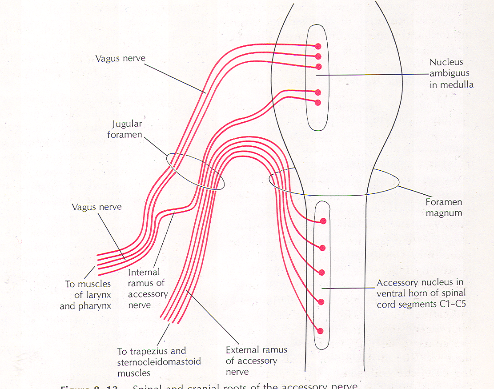 Vagus nerve
Nucleus
ambiguus
in medulla
Jugular
foramen
Vagus nerve
Foramen
magnum
To muscles
of larynx
and pharynx
Internal
ramus of
accessory
nerve
Accessory nucleus in
ventral horn of spinal
cord segments C1–C5
To trapezius and
sternocleidomastoid
muscles
External ramus
of accessory
nerve
Spinal and cranial roots of the accessory nerve